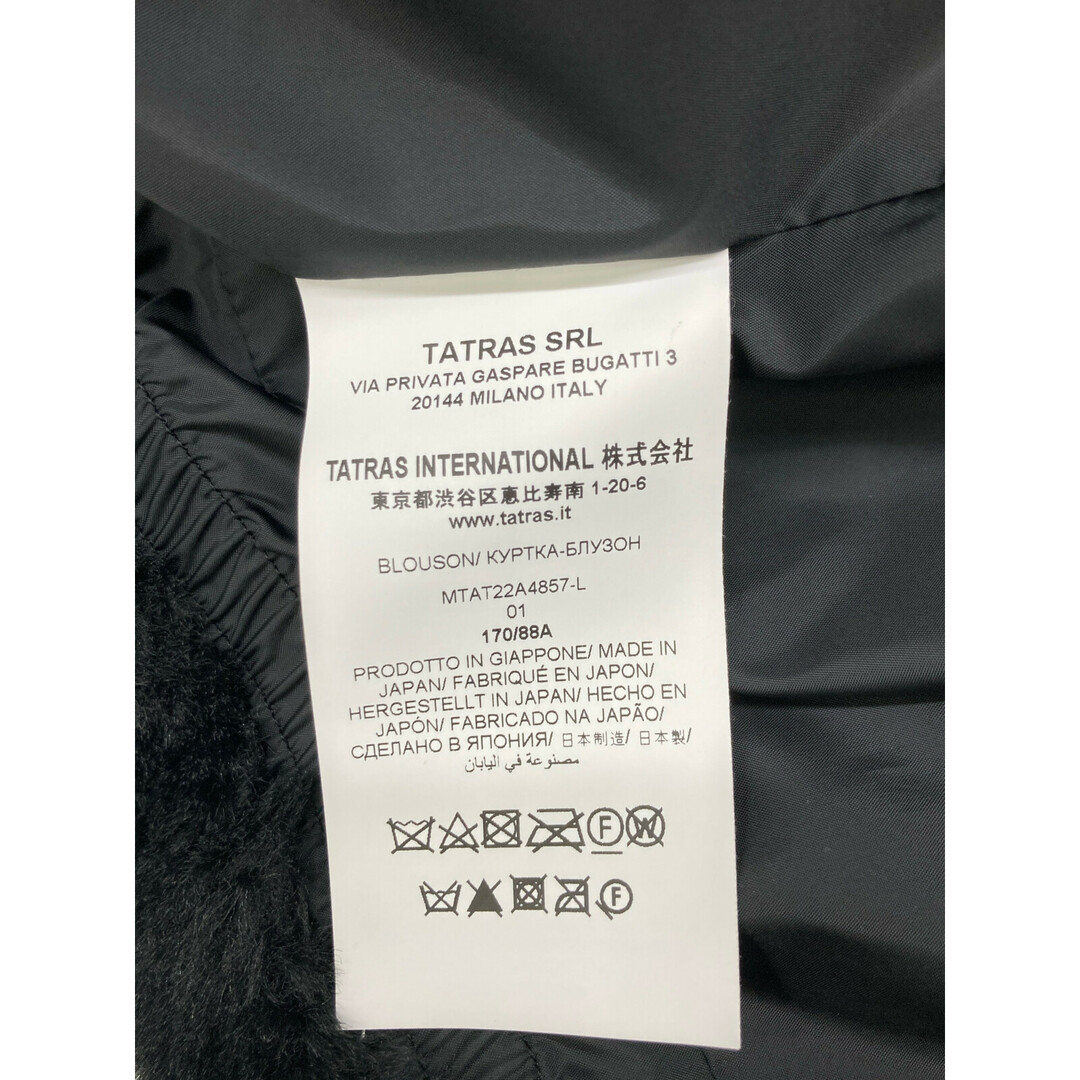 TATRAS SRL
VIA PRIVATA GASPARE BUGATTI 3
20144 MILANO ITALY
TATRAS INTERNATIONAL 株式会社
東京都渋谷区恵比寿南 1-20-6
www.tatras.it
BLOUSON/ КУРТКА-БЛУЗОН
MTAT22A4857-L
01
170/88A
PRODOTTO IN GIAPPONE/ MADE IN
JAPAN/ FABRIQUÉ EN JAPON/
HERGESTELLT IN JAPAN/ HECHO EN
JAPÓN/ FABRICADO NA JAPÃO/
СДЕЛАНО В ЯПОНИЯ/ 日本制造/ 日本製/
مصنوعة في اليابان
F W
F